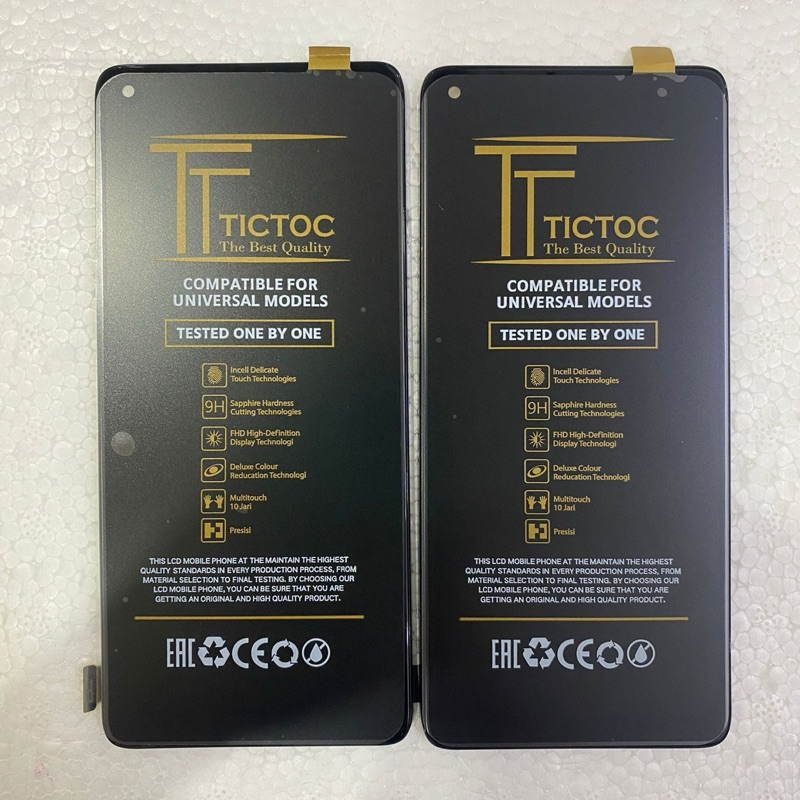 TT
TICTOC
The Best Quality
COMPATIBLE FOR
UNIVERSAL MODELS
TESTED ONE BY ONE
Incell Delicate
Touch Technologies
9H
Sapphire Hardness
Cutting Technologies
FHD High-Definition
Display Technologi
Deluxe Colour
Reducation Technologi
Multitouch
10 Jari
Presisi
THIS LCD MOBILE PHONE AT THE MAINTAIN THE HIGHEST
QUALITY STANDARDS IN EVERY PRODUCTION PROCESS, FROM
MATERIAL SELECTION TO FINAL TESTING. BY CHOOSING OUR
LCD MOBILE PHONE, YOU CAN BE SURE THAT YOU ARE
GETTING AN ORIGINAL AND HIGH QUALITY PRODUCT.
EAC CE
TT
TICTOC
The Best Quality
COMPATIBLE FOR
UNIVERSAL MODELS
TESTED ONE BY ONE
Incell Delicate
Touch Technologies
9H
Sapphire Hardness
Cutting Technologies
FHD High-Definition
Display Technologi
Deluxe Colour
Reducation Technologi
Multitouch
10 Jari
Presisi
THIS LCD MOBILE PHONE AT THE MAINTAIN THE HIGHEST
QUALITY STANDARDS IN EVERY PRODUCTION PROCESS, FROM
MATERIAL SELECTION TO FINAL TESTING. BY CHOOSING OUR
LCD MOBILE PHONE, YOU CAN BE SURE THAT YOU ARE
GETTING AN ORIGINAL AND HIGH QUALITY PRODUCT.
EAC CE